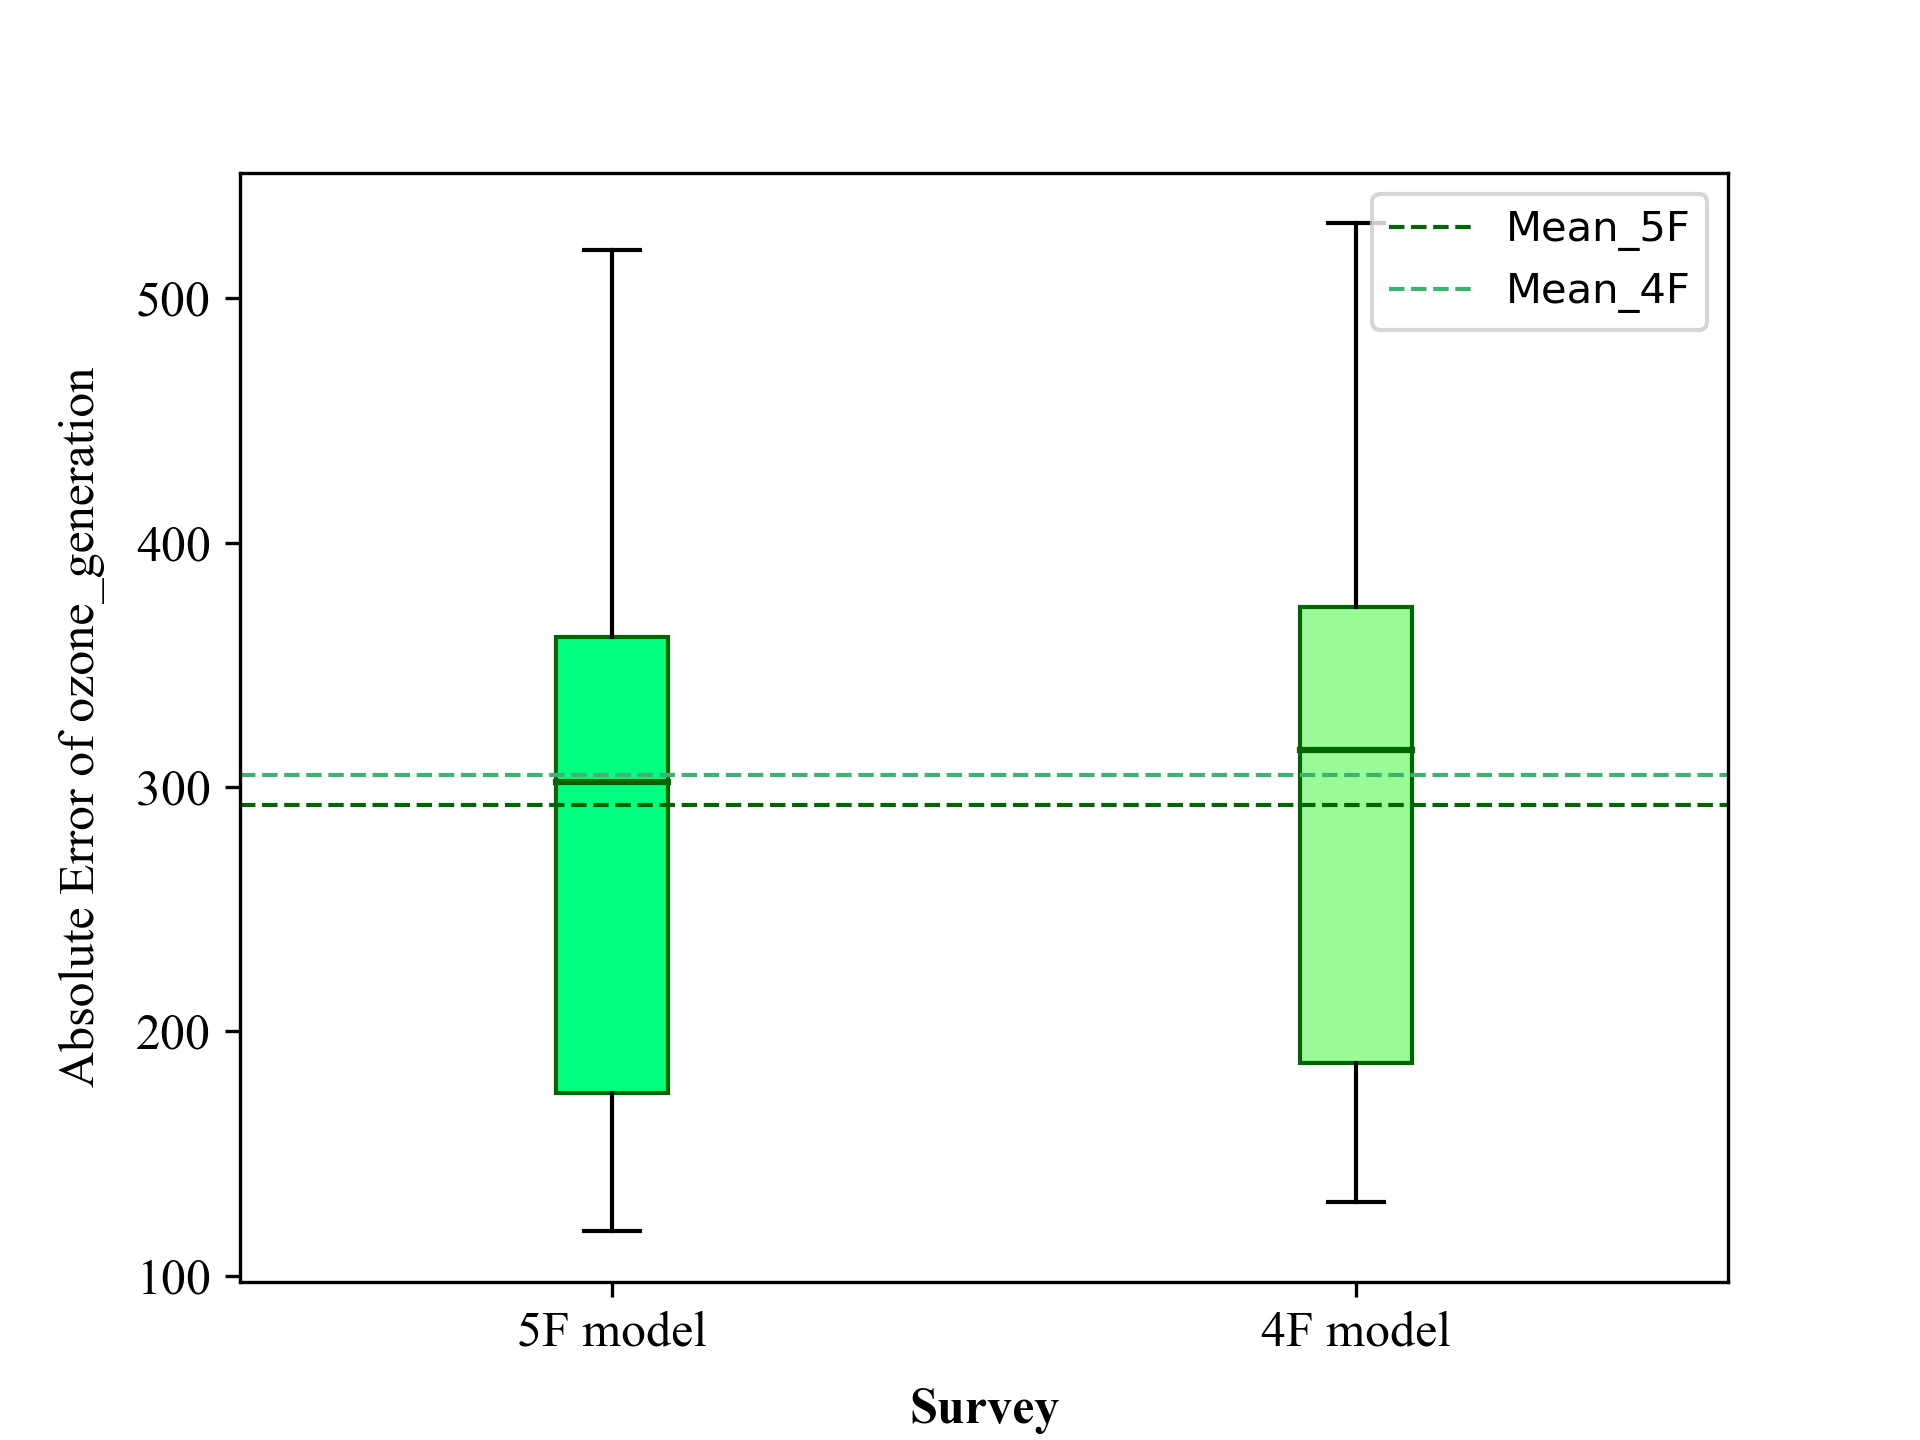 Mean_5F
Mean_4F
500
400
300
200
100
Absolute Error of ozone_generation
5F model
4F model
Survey